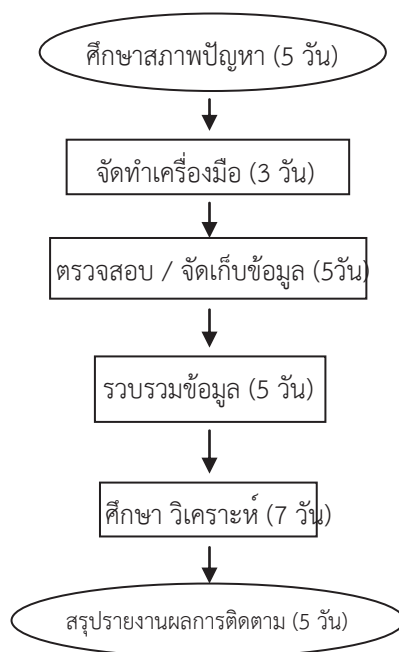 ศึกษาสภาพปัญหา (5 วัน)
จัดทำเครื่องมือ (3 วัน)
ตรวจสอบ / จัดเก็บข้อมูล (5วัน)
รวบรวมข้อมูล (5 วัน)
ศึกษา วิเคราะห์ (7 วัน)
สรุปรายงานผลการติดตาม (5 วัน)